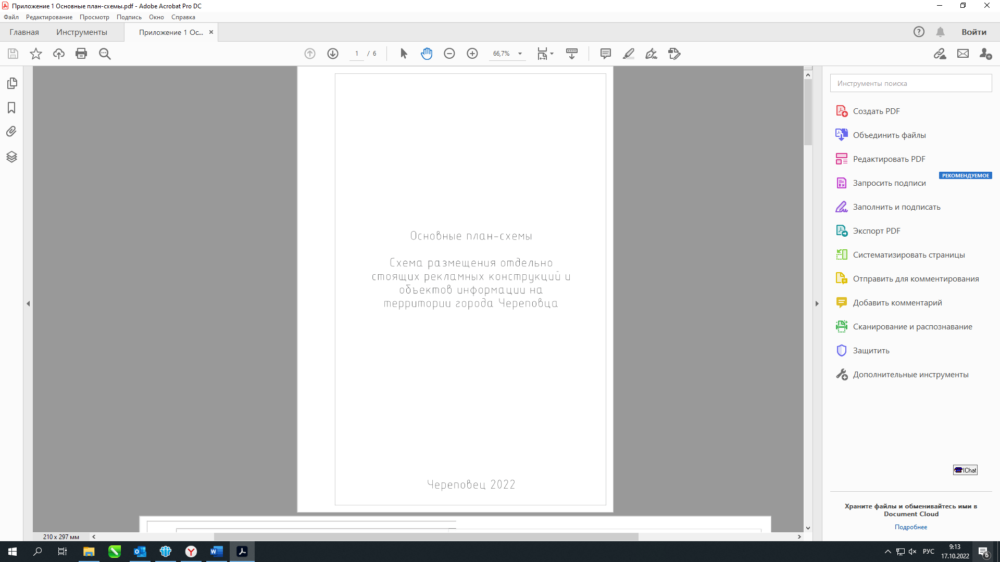 Приложение 1 Основные план-схемы.pdf - Adobe Acrobat Pro DC
Файл Редактирование Просмотр Подпись Окно Справка
Главная Инструменты Приложение 1 Ос... × Войти
1 / 6 66,7%
Инструменты поиска
Создать PDF
Объединить файлы
Редактировать PDF
РЕКОМЕНДУЕМОЕ
Запросить подписи
Заполнить и подписать
Экспорт PDF
Систематизировать страницы
Отправить для комментирования
Добавить комментарий
Сканирование и распознавание
Защитить
Дополнительные инструменты
IChat
Храните файлы и обменивайтесь ими в
Document Cloud
Подробнее
Основные план-схемы
Схема размещения отдельно
стоящих рекламных конструкций и
объектов информации на
территории города Череповца
Череповец 2022
210 x 297 мм
РУС
9:13
17.10.2022
6